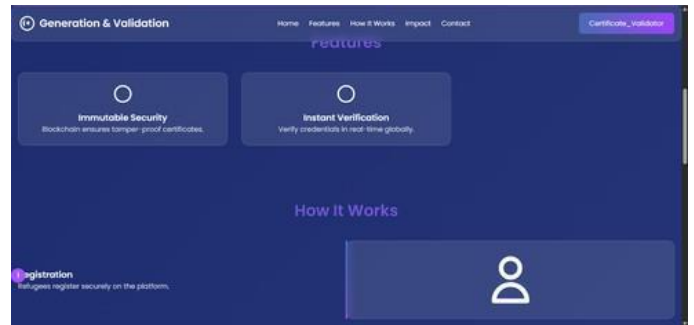 Generation & Validation
Home Features How It Works Impact Contact
Certificate_Validator
Features
Immutable Security
Blockchain ensures tamper-proof certificates.
Instant Verification
Verify credentials in real-time globally.
How It Works
1
egistration
Refugees register securely on the platform.